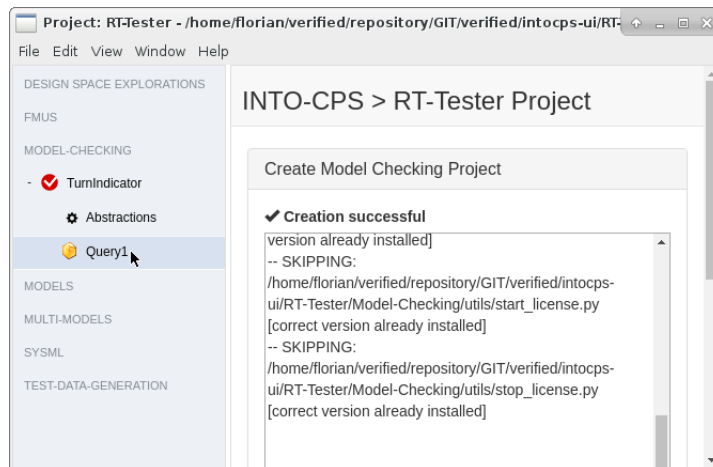 Project: RT-Tester - /home/florian/verified/repository/GIT/verified/intocps-ui/RT-
File Edit View Window Help
DESIGN SPACE EXPLORATIONS
FMUS
MODEL-CHECKING
- TurnIndicator
Abstractions
Query1
MODELS
MULTI-MODELS
SYSML
TEST-DATA-GENERATION
INTO-CPS > RT-Tester Project
Create Model Checking Project
Creation successful
version already installed]
-- SKIPPING:
/home/florian/verified/repository/GIT/verified/intocps-
ui/RT-Tester/Model-Checking/utils/start_license.py
[correct version already installed]
-- SKIPPING:
/home/florian/verified/repository/GIT/verified/intocps-
ui/RT-Tester/Model-Checking/utils/stop_license.py
[correct version already installed]